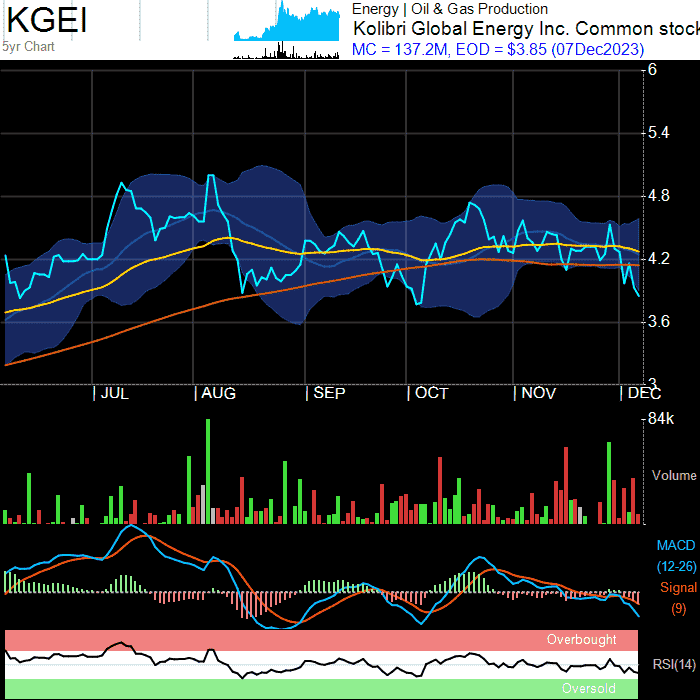 KGEI
5yr Chart
Energy | Oil & Gas Production
Kolibri Global Energy Inc. Common stock
MC = 137.2M, EOD = $3.85 (07Dec2023)
6
5.4
4.8
4.2
3.6
3
JUL AUG SEP OCT NOV DEC
84k
Volume
MACD
(12-26)
Signal
(9)
Overbought
RSI(14)
Oversold